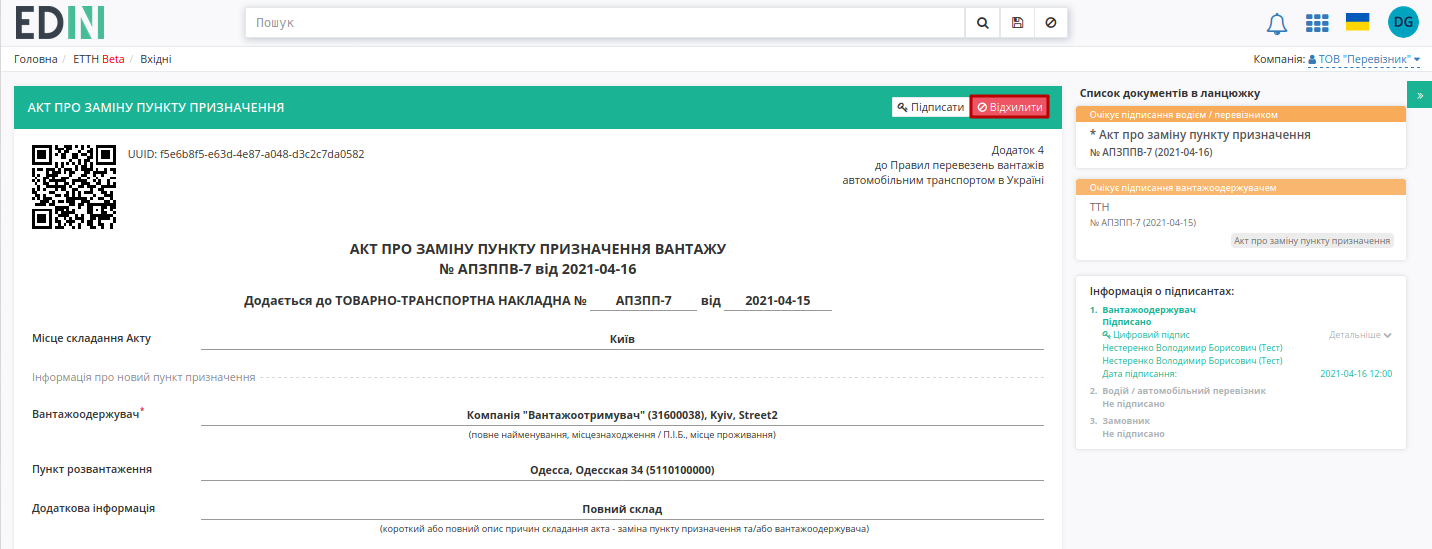 EDIN
Пошук
DG
Головна / ЕТТН Beta / Вхідні
Компанія: ТОВ "Перевізник"
АКТ ПРО ЗАМІНУ ПУНКТУ ПРИЗНАЧЕННЯ
Підписати
Відхилити
UUID: f5e6b8f5-e63d-4e87-a048-d3c2c7da0582
Додаток 4
до Правил перевезень вантажів
автомобільним транспортом в Україні
АКТ ПРО ЗАМІНУ ПУНКТУ ПРИЗНАЧЕННЯ ВАНТАЖУ
№ АПЗППВ-7 від 2021-04-16
Додається до ТОВАРНО-ТРАНСПОРТНА НАКЛАДНА № АПЗПП-7 від 2021-04-15
Місце складання Акту Київ
Інформація про новий пункт призначення
Вантажоодержувач* Компанія "Вантажоотримувач" (31600038), Kyiv, Street2
(повне найменування, місцезнаходження / П.І.Б., місце проживання)
Пункт розвантаження Одесса, Одесская 34 (5110100000)
Додаткова інформація Повний склад
(короткий або повний опис причин складання акта - заміна пункту призначення та/або вантажоодержувача)
Список документів в ланцюжку
»
Очікує підписання водієм / перевізником
* Акт про заміну пункту призначення
№ АПЗППВ-7 (2021-04-16)
Очікує підписання вантажоодержувачем
ТТН
№ АПЗПП-7 (2021-04-15)
Акт про заміну пункту призначення
Інформація о підписантах:
1. Вантажоодержувач
Підписано
Цифровий підпис Детальніше
Нестеренко Володимир Борисович (Тест)
Нестеренко Володимир Борисович (Тест)
Дата підписання: 2021-04-16 12:00
2. Водій / автомобільний перевізник
Не підписано
3. Замовник
Не підписано